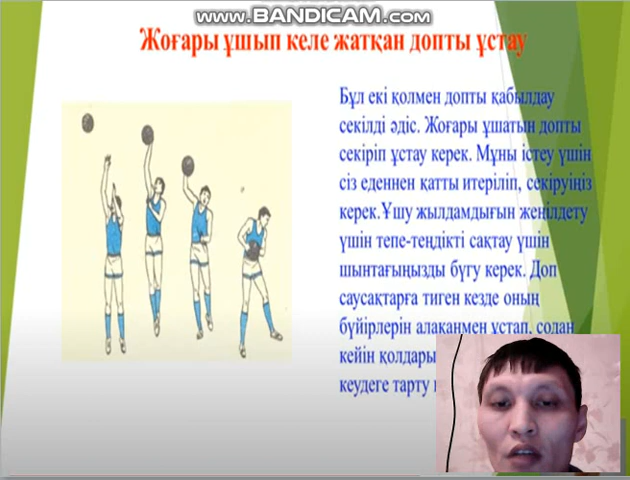 www.BANDICAM.com
Жоғары ұшып келе жатқан допты ұстау
Бұл екі қолмен допты қабылдау
секілді әдіс. Жоғары ұшатын допты
секіріп ұстау керек. Мұны істеу үшін
сіз еденнен қатты итеріліп, секіруіңіз
керек.Ұшу жылдамдығын жеңілдету
үшін тепе-теңдікті сақтау үшін
шынтағыңызды бүгу керек. Доп
саусақтарға тиген кезде оның
бүйірлерін алақанмен ұстап, содан
кейін қолдары
кеудеге тарту